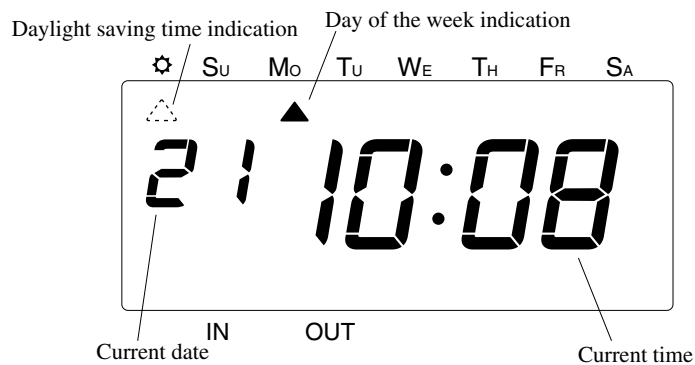 Daylight saving time indication
Day of the week indication
SU MO TU WE TH FR SA
21 10:08
IN OUT
Current date
Current time